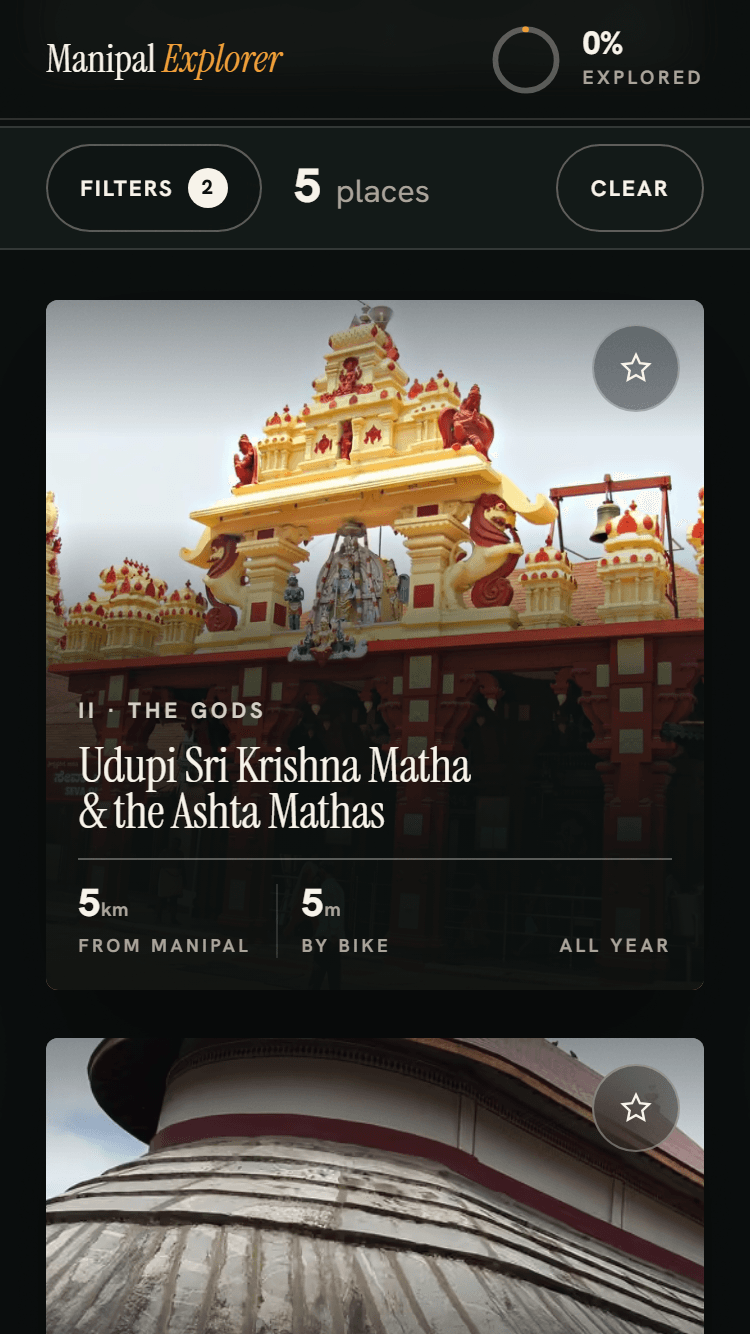 Manipal Explorer
0%
EXPLORED
FILTERS 2
5 places
CLEAR
II · THE GODS
Udupi Sri Krishna Matha
& the Ashta Mathas
5km
5m
FROM MANIPAL
BY BIKE
ALL YEAR